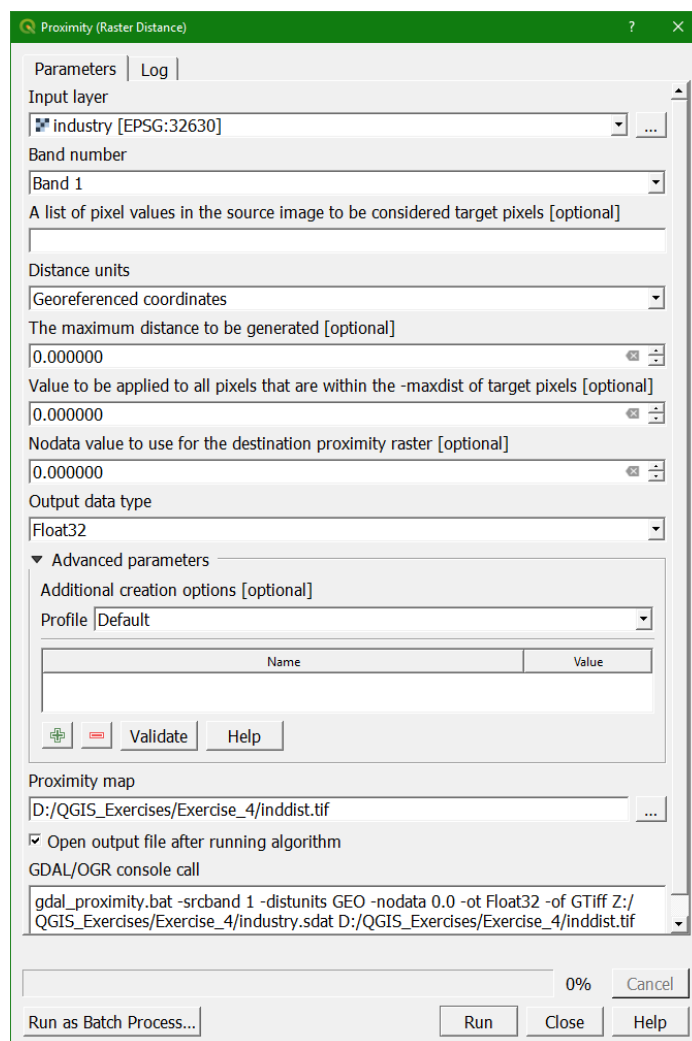 Proximity (Raster Distance)
?
×
Parameters
Log
Input layer
industry [EPSG:32630]
...
Band number
Band 1
A list of pixel values in the source image to be considered target pixels [optional]
Distance units
Georeferenced coordinates
The maximum distance to be generated [optional]
0.000000
Value to be applied to all pixels that are within the -maxdist of target pixels [optional]
0.000000
Nodata value to use for the destination proximity raster [optional]
0.000000
Output data type
Float32
Advanced parameters
Additional creation options [optional]
Profile Default
Name Value
Validate Help
Proximity map
D:/QGIS_Exercises/Exercise_4/inddist.tif
...
Open output file after running algorithm
GDAL/OGR console call
gdal_proximity.bat -srcband 1 -distunits GEO -nodata 0.0 -ot Float32 -of GTiff Z:/
QGIS_Exercises/Exercise_4/industry.sdat D:/QGIS_Exercises/Exercise_4/inddist.tif
0% Cancel
Run as Batch Process... Run Close Help